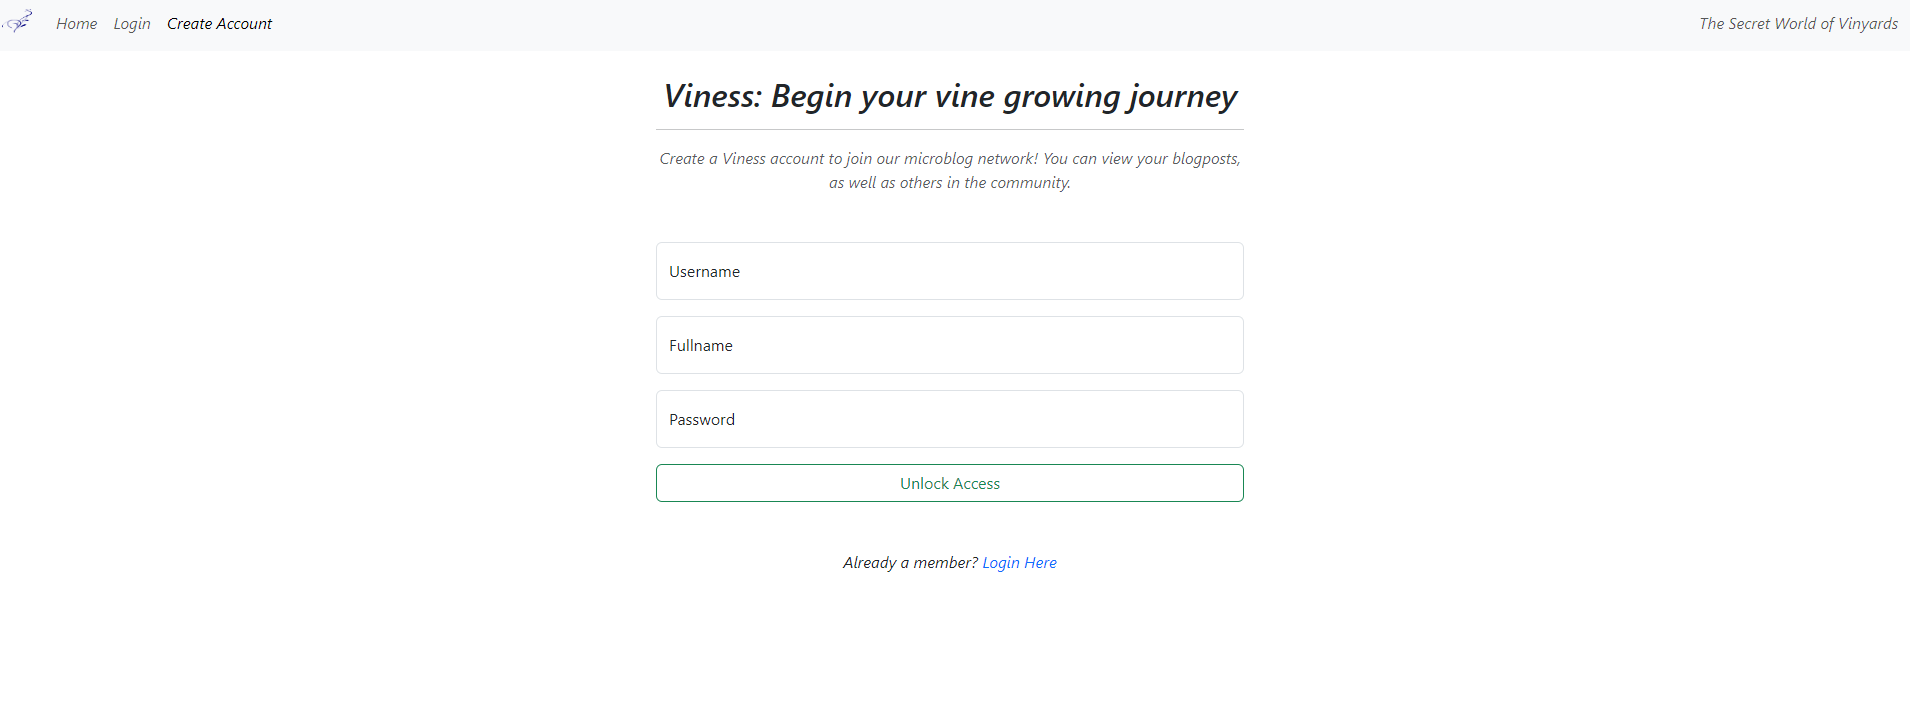 Home Login Create Account The Secret World of Vinyards
Viness: Begin your vine growing journey
Create a Viness account to join our microblog network! You can view your blogposts,
as well as others in the community.
Username
Fullname
Password
Unlock Access
Already a member? Login Here